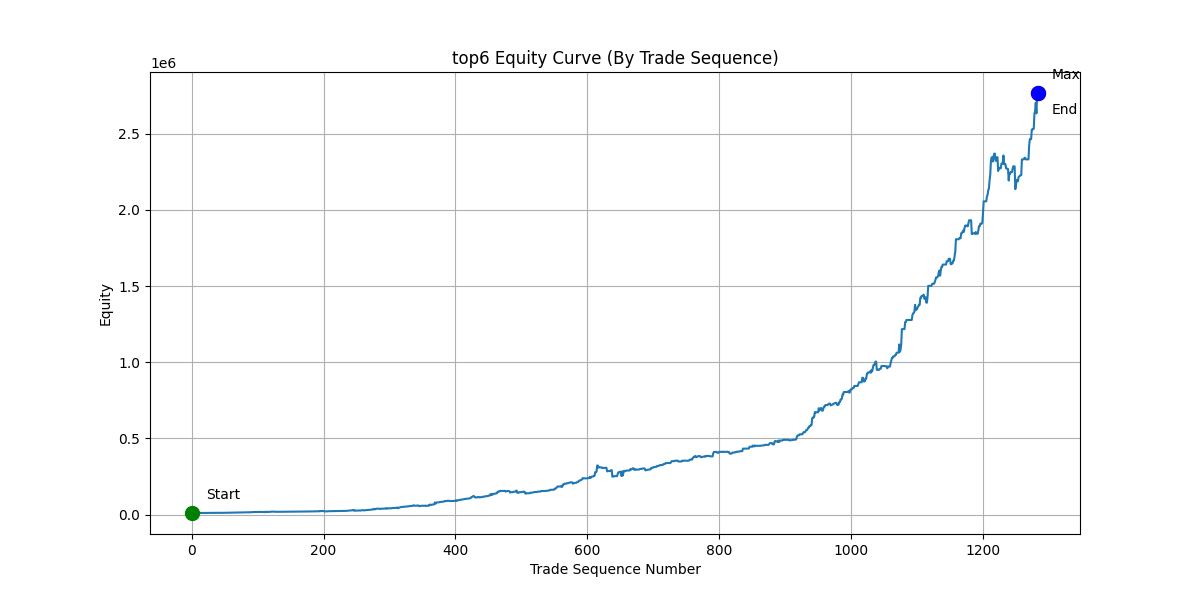 top6 Equity Curve (By Trade Sequence)
1e6
Max
End
2.5
2.0
1.5
Equity
1.0
0.5
Start
0.0
0 200 400 600 800 1000 1200
Trade Sequence Number